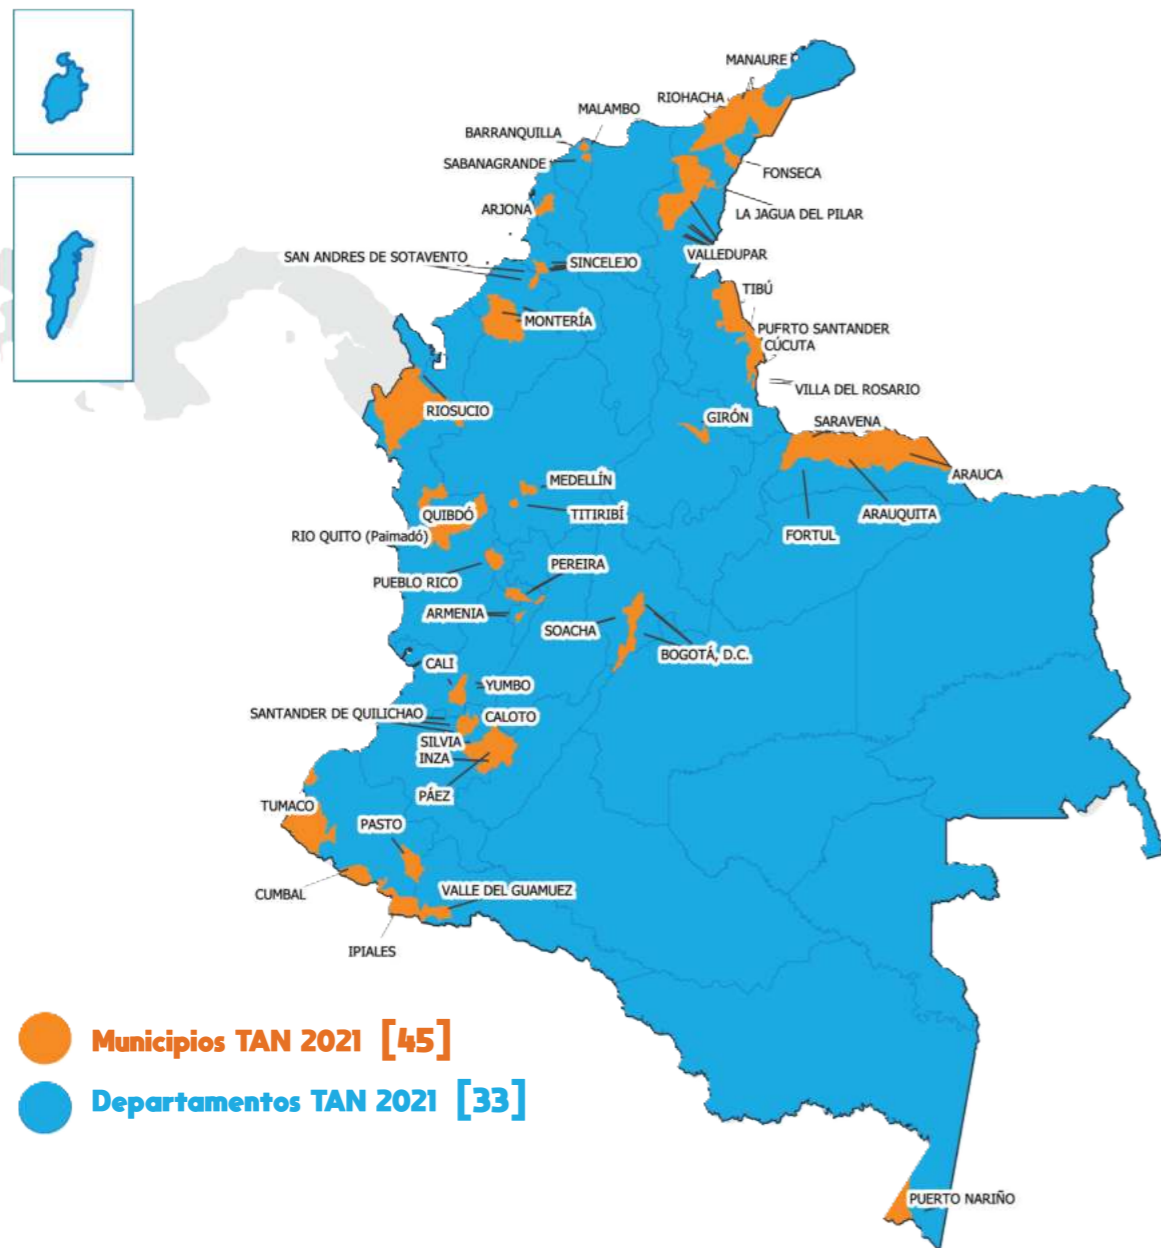 MANAURE
RIOHACHA
MALAMBO
BARRANQUILLA
SABANAGRANDE
FONSECA
ARJONA
LA JAGUA DEL PILAR
SAN ANDRES DE SOTAVENTO
SINCELEJO
VALLEDUPAR
TIBÚ
MONTERÍA
PUFRTO SANTANDER
CÚCUTA
VILLA DEL ROSARIO
RIOSUCIO
GIRÓN
SARAVENA
ARAUCA
MEDELLÍN
QUIBDÓ
TITIRIBÍ
ARAUQUITA
RIO QUITO (Paimadó)
FORTUL
PUEBLO RICO
PEREIRA
ARMENIA
SOACHA
BOGOTÁ, D.C.
CALI
YUMBO
SANTANDER DE QUILICHAO
CALOTO
SILVIA
INZA
PÁEZ
TUMACO
PASTO
CUMBAL
VALLE DEL GUAMUEZ
IPIALES
Municipios TAN 2021 [45]
Departamentos TAN 2021 [33]
PUERTO NARIÑO